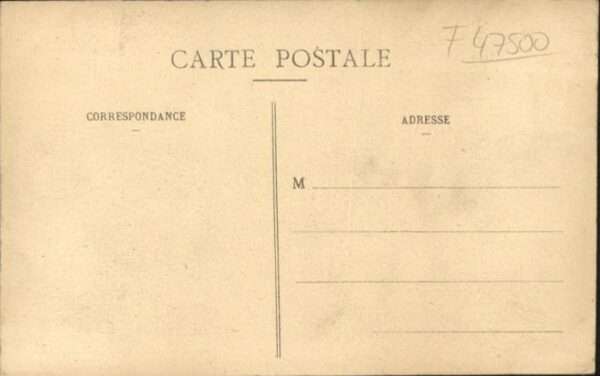 F 47500
CARTE POSTALE
CORRESPONDANCE
ADRESSE
M